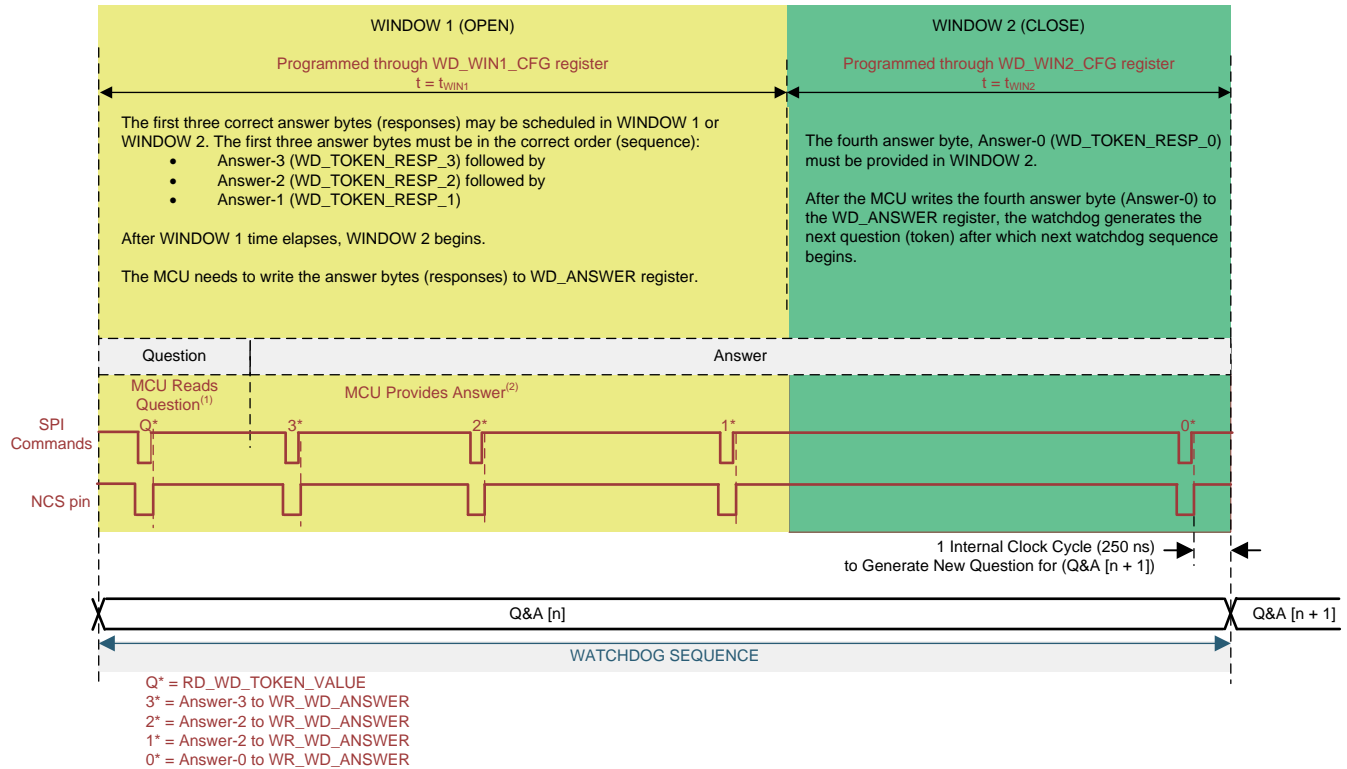 WINDOW 1 (OPEN)
WINDOW 2 (CLOSE)
Programmed through WD_WIN1_CFG register
t = tWIN1
Programmed through WD_WIN2_CFG register
t = tWIN2
The first three correct answer bytes (responses) may be scheduled in WINDOW 1 or
WINDOW 2. The first three answer bytes must be in the correct order (sequence):
• Answer-3 (WD_TOKEN_RESP_3) followed by
• Answer-2 (WD_TOKEN_RESP_2) followed by
• Answer-1 (WD_TOKEN_RESP_1)
After WINDOW 1 time elapses, WINDOW 2 begins.
The MCU needs to write the answer bytes (responses) to WD_ANSWER register.
The fourth answer byte, Answer-0 (WD_TOKEN_RESP_0)
must be provided in WINDOW 2.
After the MCU writes the fourth answer byte (Answer-0) to
the WD_ANSWER register, the watchdog generates the
next question (token) after which next watchdog sequence
begins.
Question
Answer
MCU Reads
Question(1)
MCU Provides Answer(2)
SPI
Commands
Q*
3*
2*
1*
0*
NCS pin
1 Internal Clock Cycle (250 ns)
to Generate New Question for (Q&A [n + 1])
Q&A [n]
Q&A [n + 1]
WATCHDOG SEQUENCE
Q* = RD_WD_TOKEN_VALUE
3* = Answer-3 to WR_WD_ANSWER
2* = Answer-2 to WR_WD_ANSWER
1* = Answer-2 to WR_WD_ANSWER
0* = Answer-0 to WR_WD_ANSWER